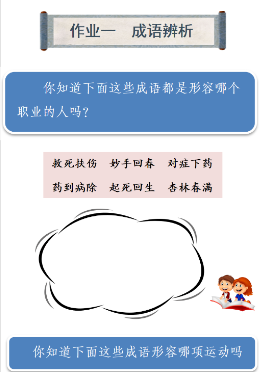 作业一 成语辨析
你知道下面这些成语都是形容哪个
职业的人吗？
救死扶伤 妙手回春 对症下药
药到病除 起死回生 杏林春满
你知道下面这些成语形容哪项运动吗